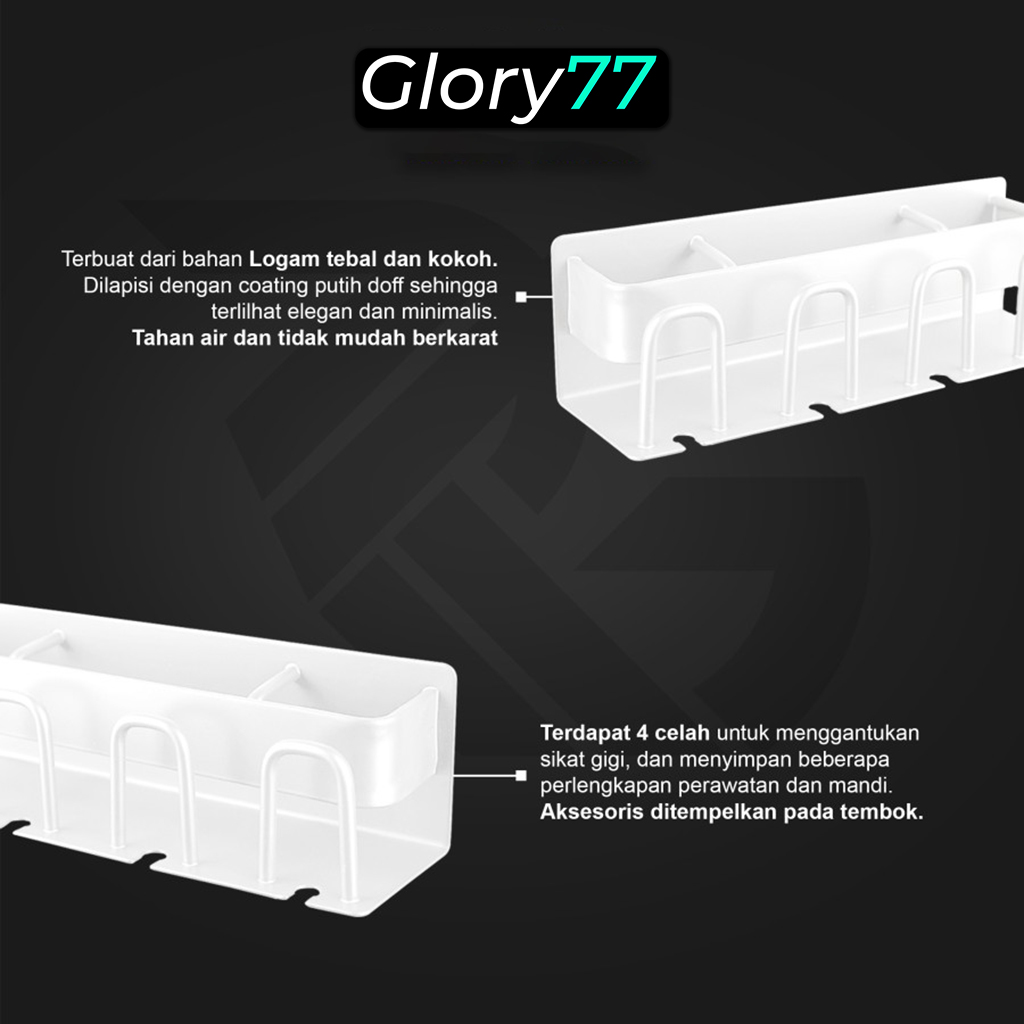 Glory77
Terbuat dari bahan Logam tebal dan kokoh.
Dilapisi dengan coating putih doff sehingga
terlilhat elegan dan minimalis.
Tahan air dan tidak mudah berkarat
Terdapat 4 celah untuk menggantukan
sikat gigi, dan menyimpan beberapa
perlengkapan perawatan dan mandi.
Aksesoris ditempelkan pada tembok.